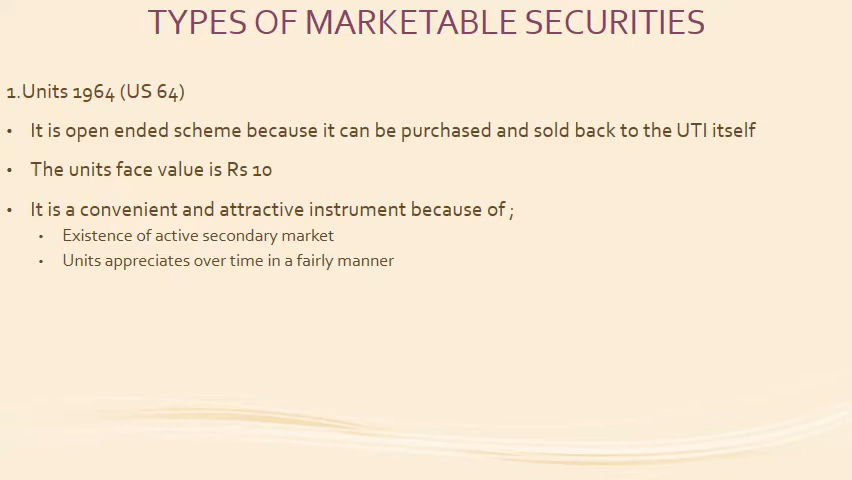 TYPES OF MARKETABLE SECURITIES
1.Units 1964 (US 64)
• It is open ended scheme because it can be purchased and sold back to the UTI itself
• The units face value is Rs 10
• It is a convenient and attractive instrument because of ;
• Existence of active secondary market
• Units appreciates over time in a fairly manner